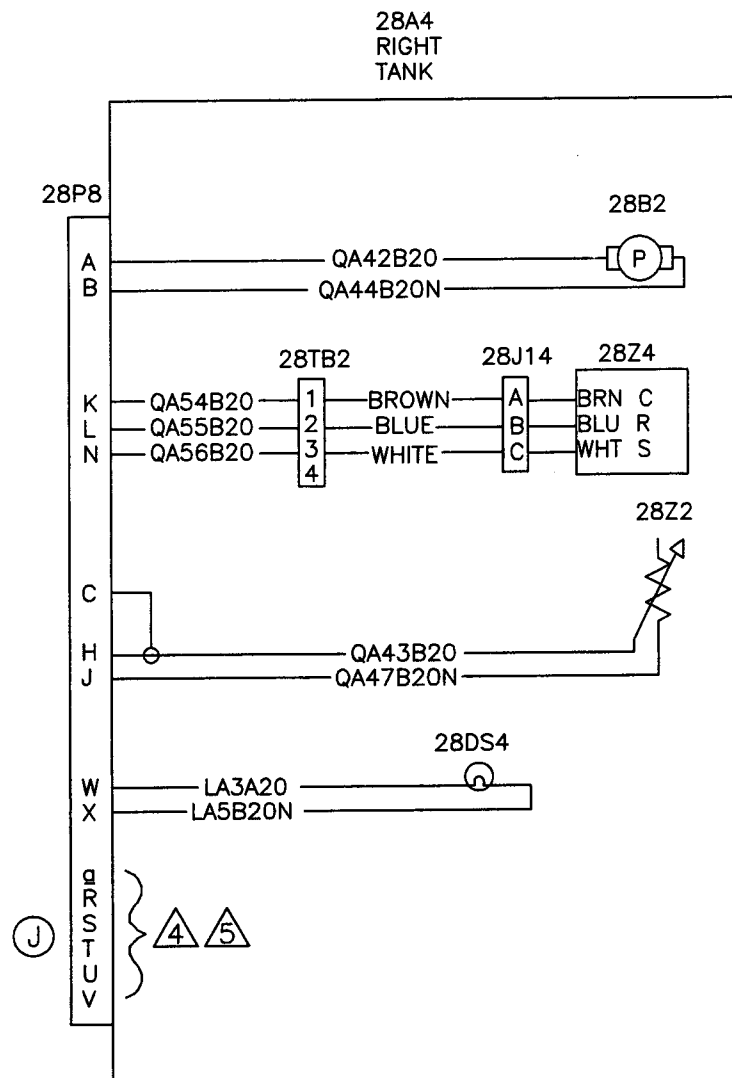 28A4
RIGHT
TANK
28P8
28B2
A QA42B20 P
B QA44B20N
28TB2 28J14 28Z4
K QA54B20 1 BROWN A BRN C
L QA55B20 2 BLUE B BLU R
N QA56B20 3 WHITE C WHT S
4
28Z2
C
H QA43B20
J QA47B20N
28DS4
W LA3A20
X LA5B20N
a
R
S
J T 4 5
U
V